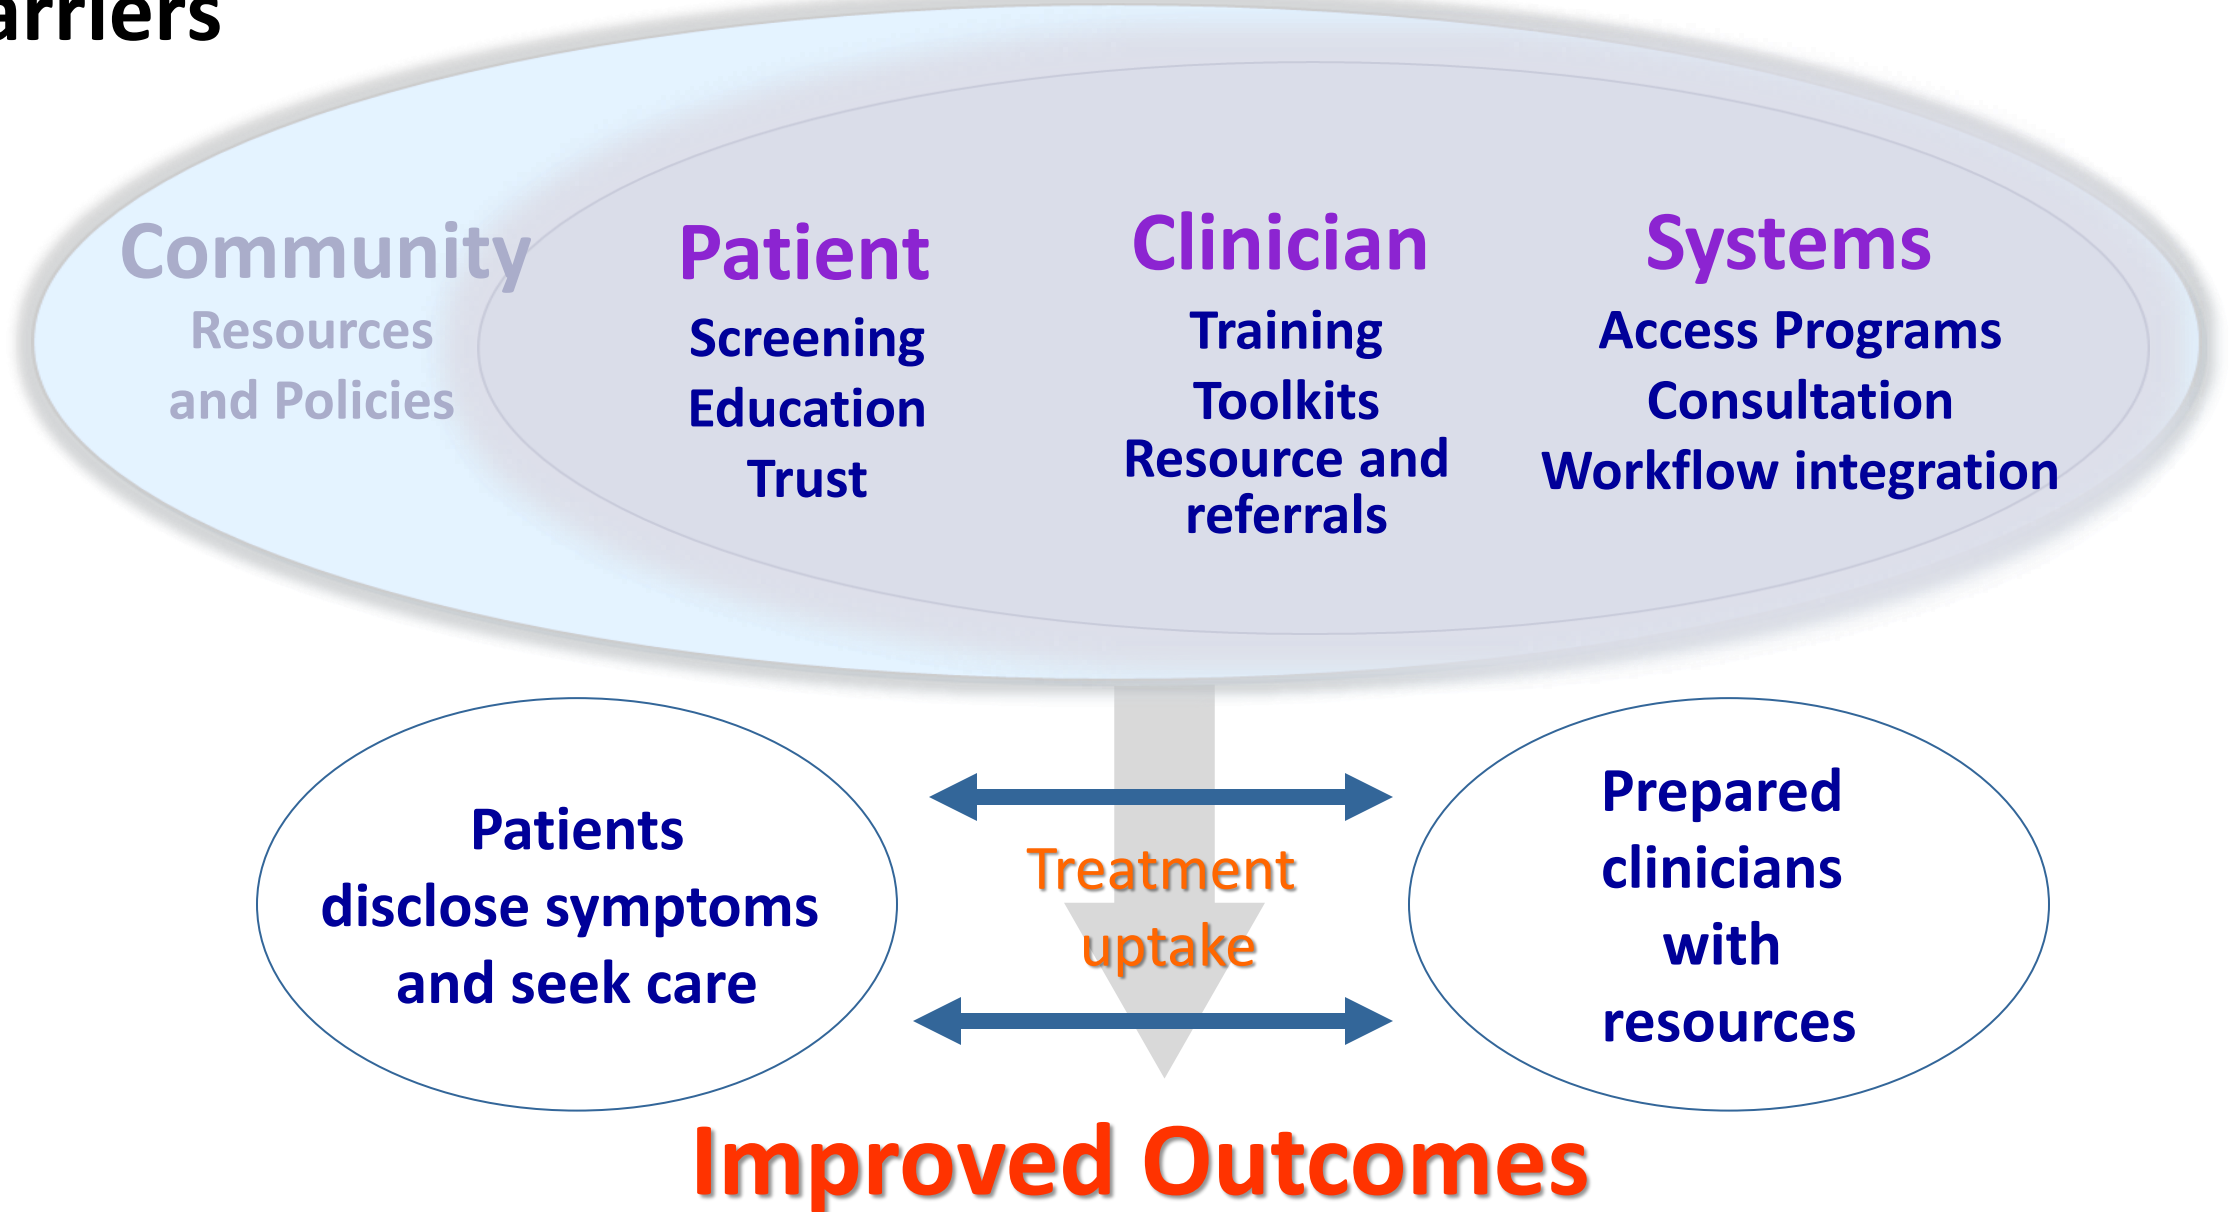 arriers
Community
Resources
and Policies
Patient
Screening
Education
Trust
Clinician
Training
Toolkits
Resource and
referrals
Systems
Access Programs
Consultation
Workflow integration
Patients
disclose symptoms
and seek care
Treatment
uptake
Prepared
clinicians
with
resources
Improved Outcomes